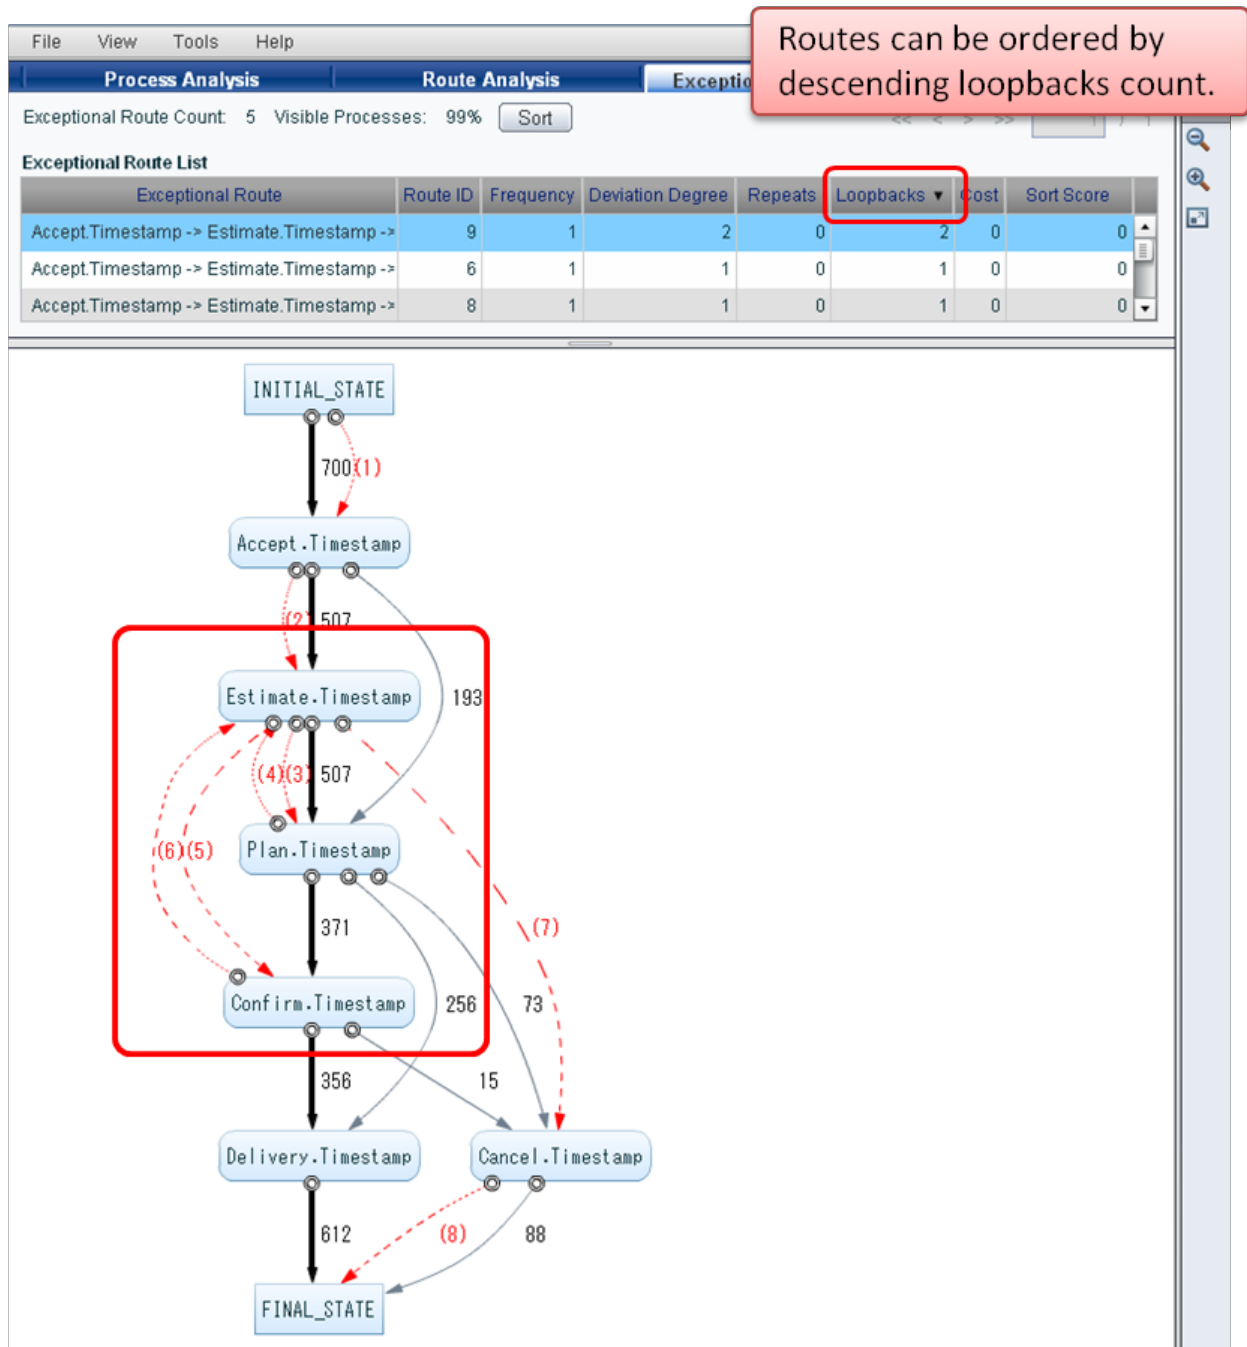 File View Tools Help
Routes can be ordered by
descending loopbacks count.
Process Analysis Route Analysis Exceptio
Exceptional Route Count: 5 Visible Processes: 99% Sort << < > >> 1 / 1
Exceptional Route List
Exceptional Route Route ID Frequency Deviation Degree Repeats Loopbacks ▼ Cost Sort Score
Accept.Timestamp -> Estimate.Timestamp -> 9 1 2 0 2 0 0
Accept.Timestamp -> Estimate.Timestamp -> 6 1 1 0 1 0 0
Accept.Timestamp -> Estimate.Timestamp -> 8 1 1 0 1 0 0
INITIAL_STATE
700 (1)
Accept.Timestamp
(2) 507
Estimate.Timestamp 193
(4) (3) 507
(6) (5) Plan.Timestamp
371 (7)
Confirm.Timestamp 256 73
356 15
Delivery.Timestamp Cancel.Timestamp
612 (8) 88
FINAL_STATE